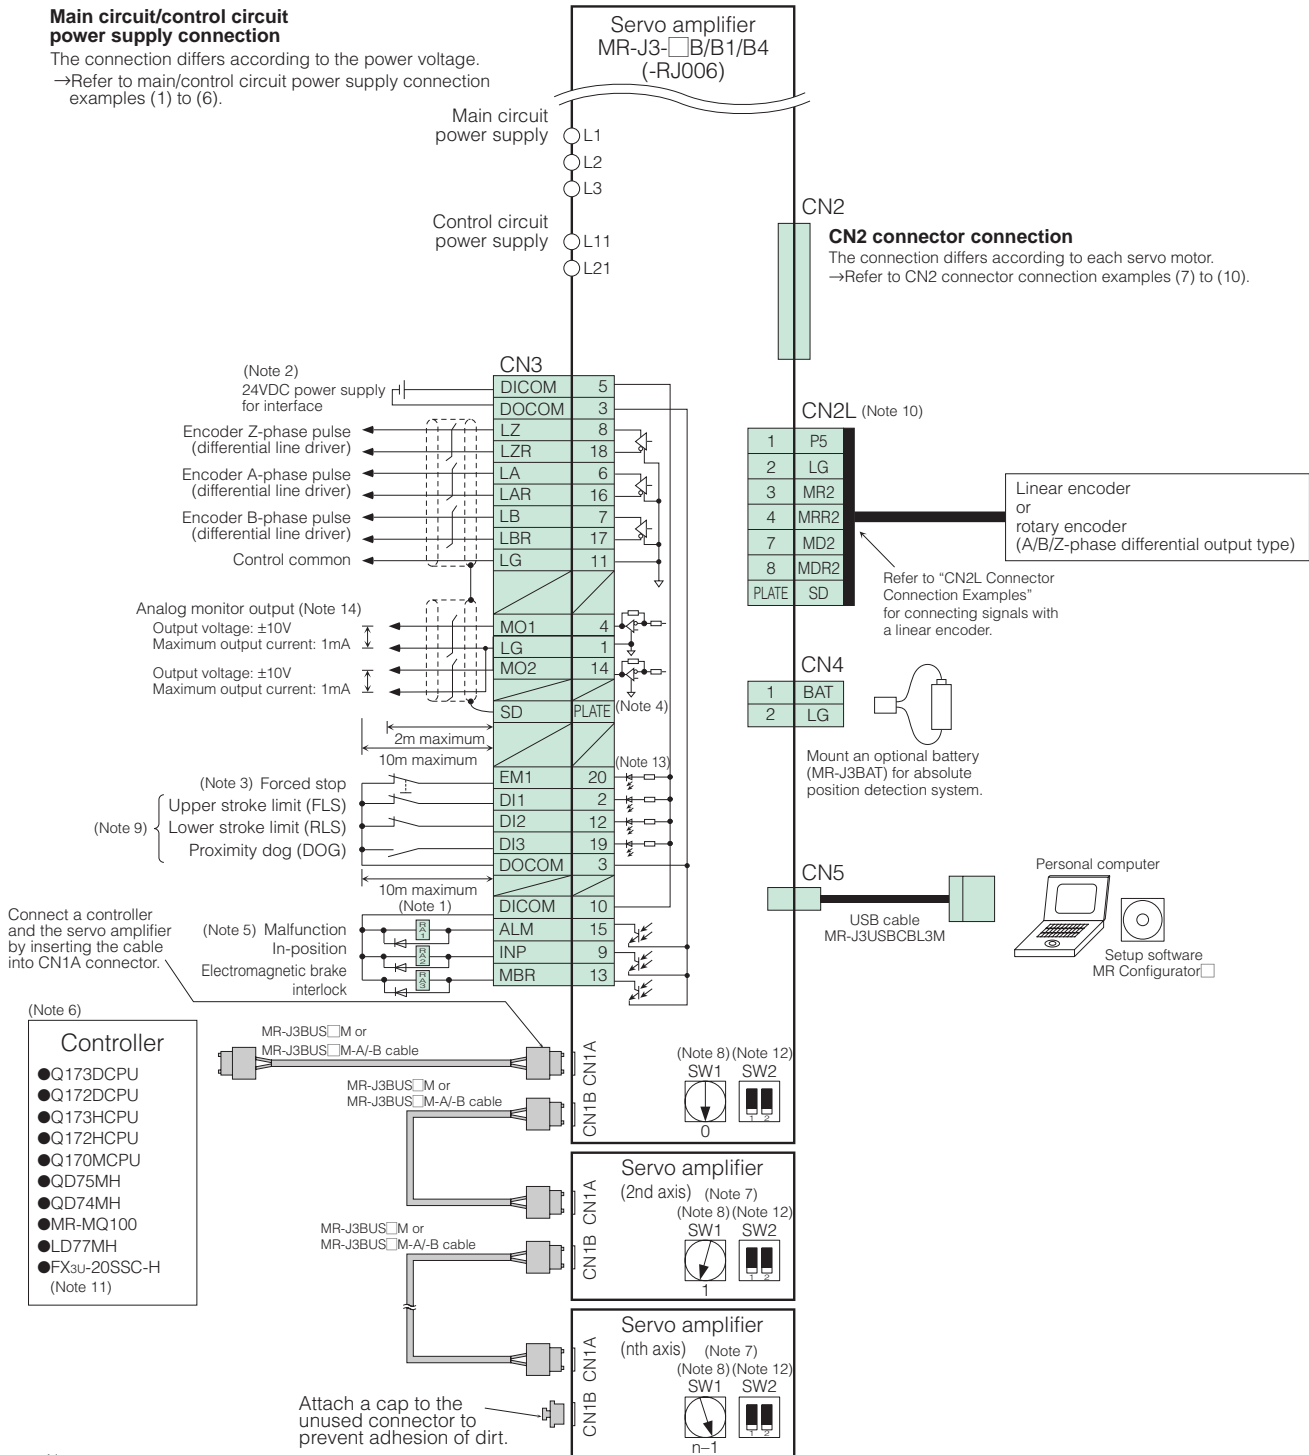 Main circuit/control circuit
power supply connection
The connection differs according to the power voltage.
→Refer to main/control circuit power supply connection
examples (1) to (6).
Servo amplifier
MR-J3-□B/B1/B4
(-RJ006)
Main circuit
power supply
L1
L2
L3
Control circuit
power supply
L11
L21
CN2
CN2 connector connection
The connection differs according to each servo motor.
→Refer to CN2 connector connection examples (7) to (10).
CN3
(Note 2)
24VDC power supply
for interface
DICOM 5
DOCOM 3
Encoder Z-phase pulse
(differential line driver)
LZ 8
LZR 18
Encoder A-phase pulse
(differential line driver)
LA 6
LAR 16
Encoder B-phase pulse
(differential line driver)
LB 7
LBR 17
Control common
LG 11
Analog monitor output (Note 14)
Output voltage: ±10V
Maximum output current: 1mA
Output voltage: ±10V
Maximum output current: 1mA
MO1 4
LG 1
MO2 14
SD PLATE
(Note 4)
2m maximum
10m maximum
(Note 13)
(Note 3) Forced stop
EM1 20
(Note 9)
Upper stroke limit (FLS)
DI1 2
Lower stroke limit (RLS)
DI2 12
Proximity dog (DOG)
DI3 19
DOCOM 3
10m maximum
(Note 1)
DICOM 10
(Note 5) Malfunction
RA1
ALM 15
In-position
RA2
INP 9
Electromagnetic brake
interlock
RA3
MBR 13
CN2L (Note 10)
1 P5
2 LG
3 MR2
4 MRR2
7 MD2
8 MDR2
PLATE SD
Linear encoder
or
rotary encoder
(A/B/Z-phase differential output type)
Refer to “CN2L Connector
Connection Examples”
for connecting signals with
a linear encoder.
CN4
1 BAT
2 LG
Mount an optional battery
(MR-J3BAT) for absolute
position detection system.
CN5
USB cable
MR-J3USBCBL3M
Personal computer
Setup software
MR Configurator□
Connect a controller
and the servo amplifier
by inserting the cable
into CN1A connector.
(Note 6)
Controller
●Q173DCPU
●Q172DCPU
●Q173HCPU
●Q172HCPU
●Q170MCPU
●QD75MH
●QD74MH
●MR-MQ100
●LD77MH
●FX3U-20SSC-H
(Note 11)
MR-J3BUS□M or
MR-J3BUS□M-A/-B cable
CN1A
MR-J3BUS□M or
MR-J3BUS□M-A/-B cable
CN1B
(Note 8) (Note 12)
SW1 SW2
1 2
0
Servo amplifier
(2nd axis) (Note 7)
(Note 8) (Note 12)
SW1 SW2
1 2
1
CN1A
CN1B
MR-J3BUS□M or
MR-J3BUS□M-A/-B cable
Servo amplifier
(nth axis) (Note 7)
(Note 8) (Note 12)
SW1 SW2
1 2
n–1
CN1A
CN1B
Attach a cap to the
unused connector to
prevent adhesion of dirt.